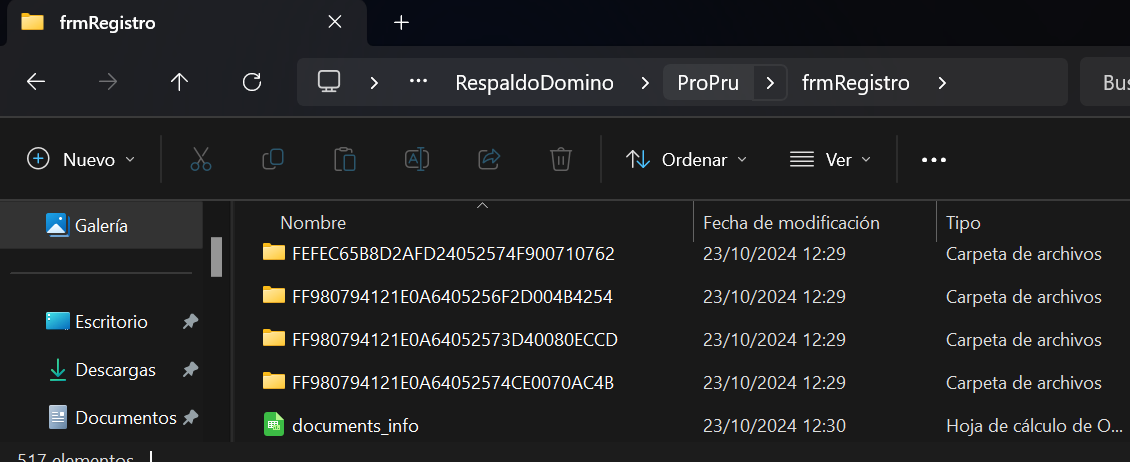 frmRegistro
RespaldoDomino ProPru frmRegistro Bus
Nuevo Ordenar Ver
Galería
Escritorio
Descargas
Documentos
Nombre Fecha de modificación Tipo
FEFEC65B8D2AFD24052574F900710762 23/10/2024 12:29 Carpeta de archivos
FF980794121E0A6405256F2D004B4254 23/10/2024 12:29 Carpeta de archivos
FF980794121E0A64052573D40080ECCD 23/10/2024 12:29 Carpeta de archivos
FF980794121E0A64052574CE0070AC4B 23/10/2024 12:29 Carpeta de archivos
documents_info 23/10/2024 12:30 Hoja de cálculo de O...
517 elementos